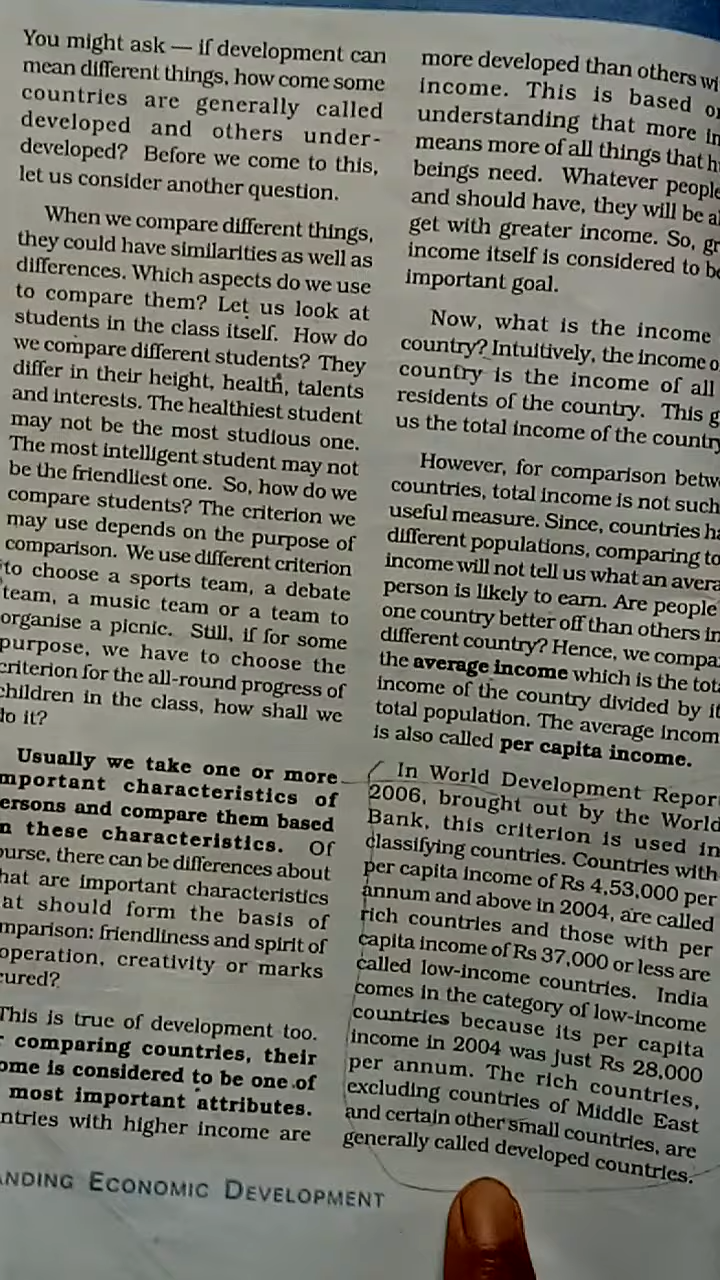 You might ask — if development can
mean different things, how come some
countries are generally called
developed and others under-
developed? Before we come to this,
let us consider another question.
When we compare different things,
they could have similarities as well as
differences. Which aspects do we use
to compare them? Let us look at
students in the class itself. How do
we compare different students? They
differ in their height, health, talents
and interests. The healthiest student
may not be the most studious one.
The most intelligent student may not
be the friendliest one. So, how do we
compare students? The criterion we
may use depends on the purpose of
comparison. We use different criterion
to choose a sports team, a debate
team, a music team or a team to
organise a picnic. Still, if for some
purpose, we have to choose the
criterion for the all-round progress of
children in the class, how shall we
do it?
Usually we take one or more
mportant characteristics of
ersons and compare them based
n these characteristics. Of
ourse, there can be differences about
hat are important characteristics
at should form the basis of
mparison: friendliness and spirit of
operation, creativity or marks
cured?
This is true of development too.
comparing countries, their
ome is considered to be one of
most important attributes.
ntries with higher income are
NDING ECONOMIC DEVELOPMENT
more developed than others wi
income. This is based o
understanding that more in
means more of all things that h
beings need. Whatever people
and should have, they will be a
get with greater income. So, gr
income itself is considered to b
important goal.
Now, what is the income
country? Intuitively, the income o
country is the income of all
residents of the country. This g
us the total income of the country
However, for comparison betw
countries, total income is not such
useful measure. Since, countries ha
different populations, comparing to
income will not tell us what an avera
person is likely to earn. Are people
one country better off than others in
different country? Hence, we compa
the average income which is the tota
income of the country divided by it
total population. The average incom
is also called per capita income.
In World Development Repor
2006, brought out by the World
Bank, this criterion is used in
classifying countries. Countries with
per capita income of Rs 4,53,000 per
annum and above in 2004, are called
rich countries and those with per
capita income of Rs 37,000 or less are
called low-income countries. India
comes in the category of low-income
countries because its per capita
income in 2004 was just Rs 28,000
per annum. The rich countries,
excluding countries of Middle East
and certain other small countries, are
generally called developed countries.